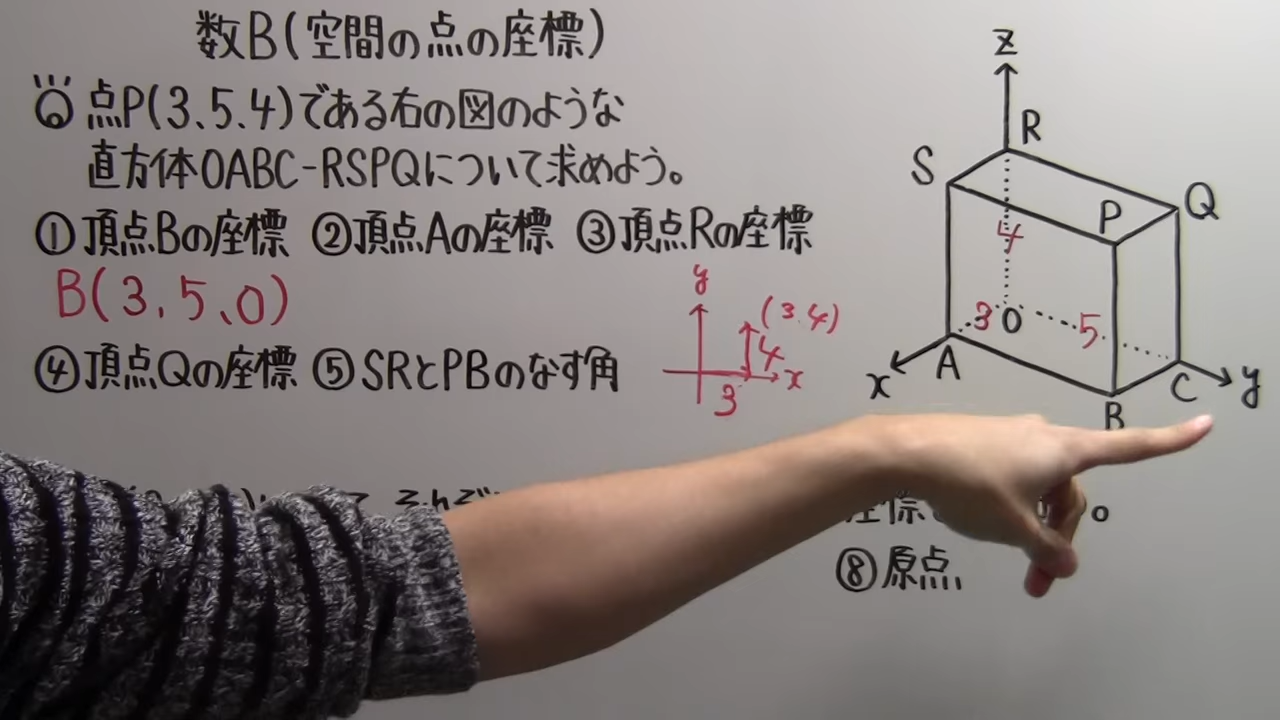 数B(空間の点の座標)
点P(3、5、4)である右の図のような
直方体OABC-RSPQについて求めよう。
①頂点Bの座標 ②頂点Aの座標 ③頂点Rの座標
B(3、5、0)
④頂点Qの座標 ⑤SRとPBのなす角
y
(3、4)
4
x
3
z
R
S
Q
P
4
3
O
5
A
C
x
y
B
座標
。
⑧原点